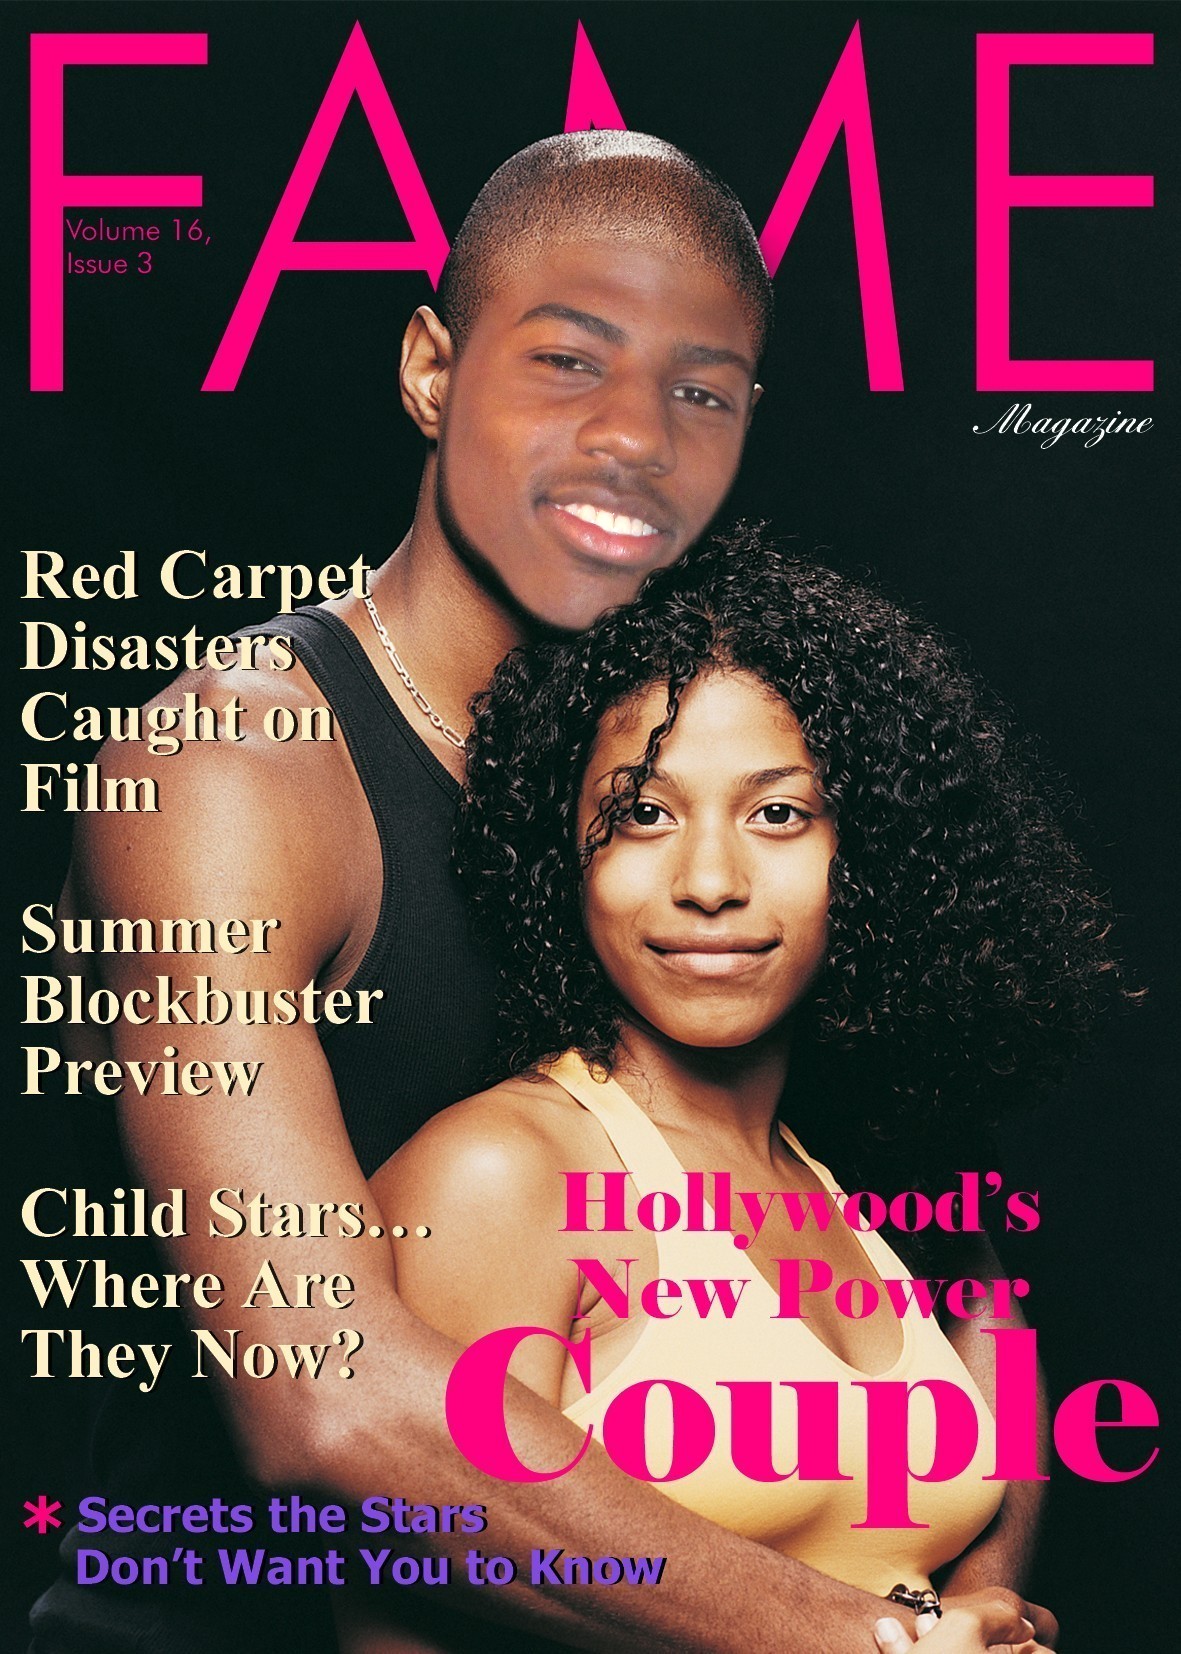 FAME
Volume 16,
Issue 3
Magazine
Red Carpet
Disasters
Caught on
Film
Summer
Blockbuster
Preview
Child Stars...
Where Are
They Now?
Hollywood's
New Power
Couple
* Secrets the Stars
Don't Want You to Know